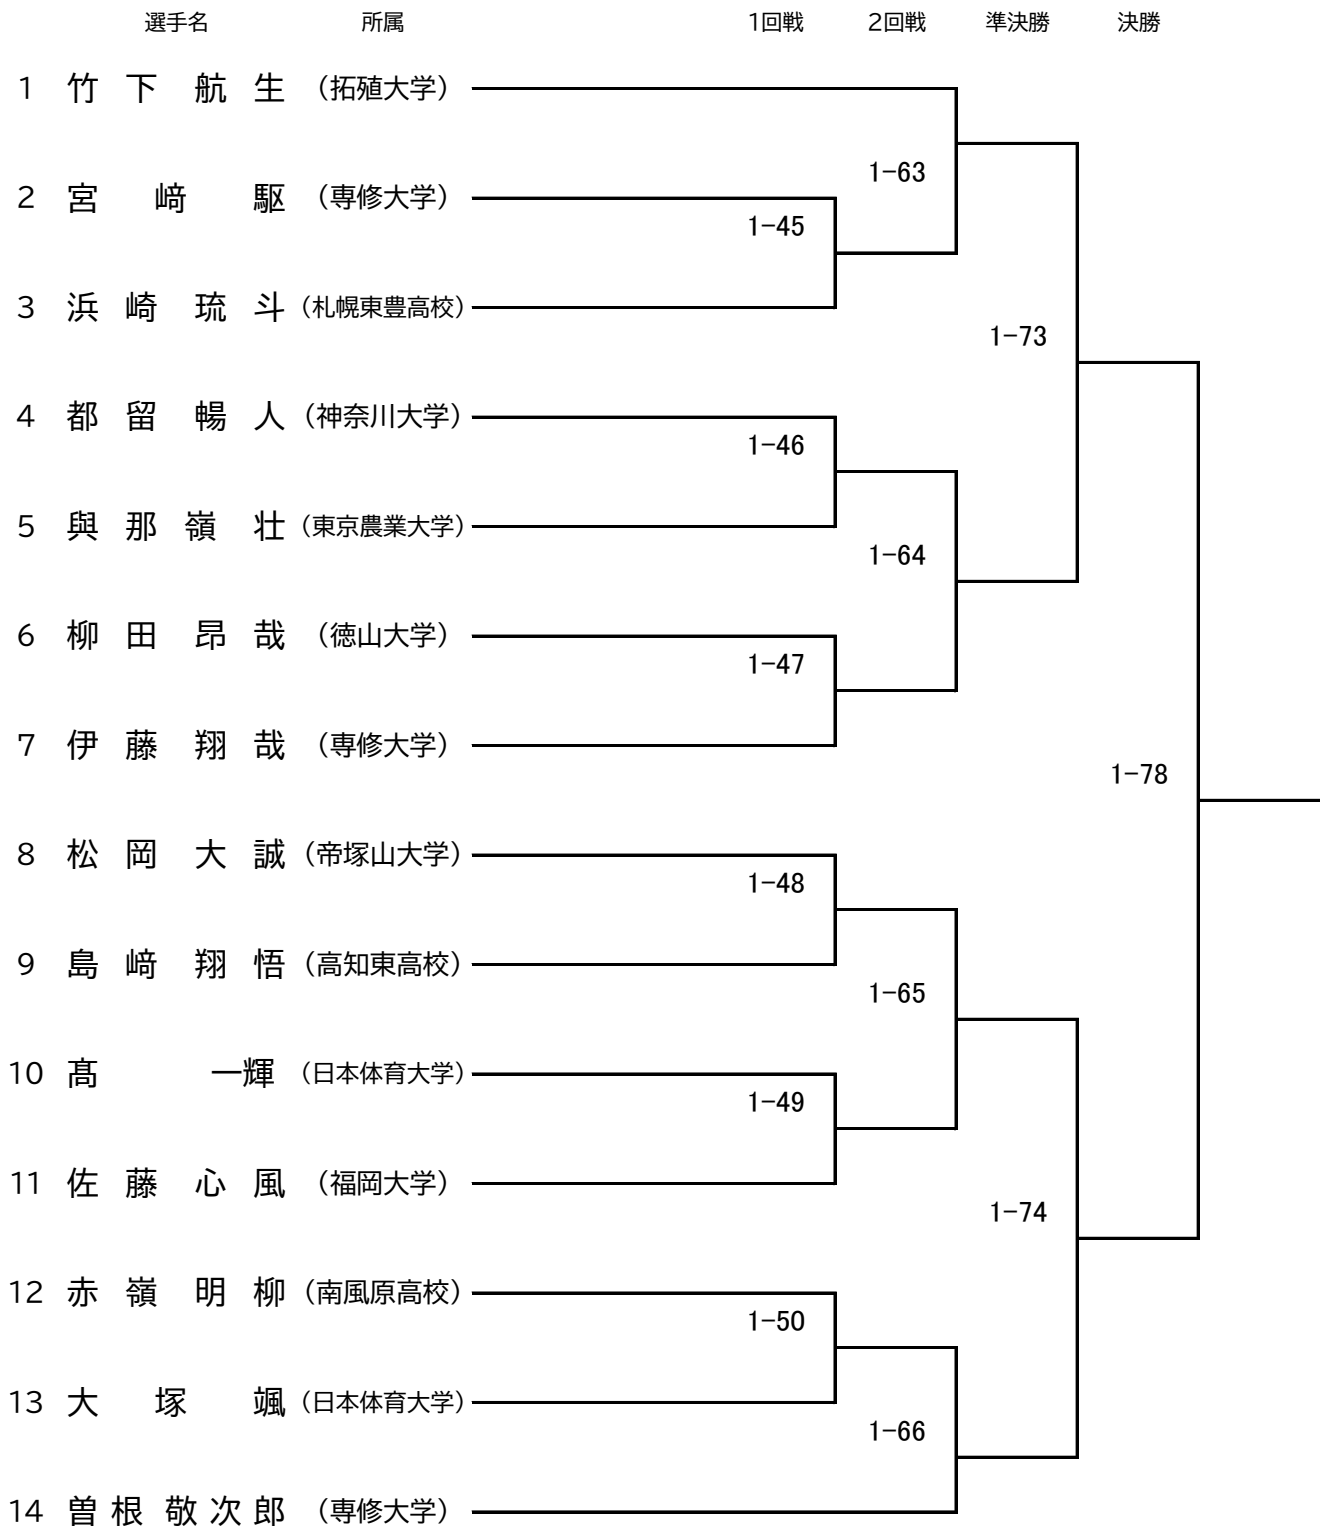 選手名 所属 1回戦 2回戦 準決勝 決勝
1 竹下航生 (拓殖大学)
1-63
2 宮﨑駆 (専修大学)
1-45
3 浜崎琉斗 (札幌東豊高校)
1-73
4 都留暢人 (神奈川大学)
1-46
5 與那嶺壮 (東京農業大学)
1-64
6 柳田昂哉 (徳山大学)
1-47
7 伊藤翔哉 (専修大学)
1-78
8 松岡大誠 (帝塚山大学)
1-48
9 島﨑翔悟 (高知東高校)
1-65
10 髙一輝 (日本体育大学)
1-49
11 佐藤心風 (福岡大学)
1-74
12 赤嶺明柳 (南風原高校)
1-50
13 大塚颯 (日本体育大学)
1-66
14 曽根敬次郎 (専修大学)